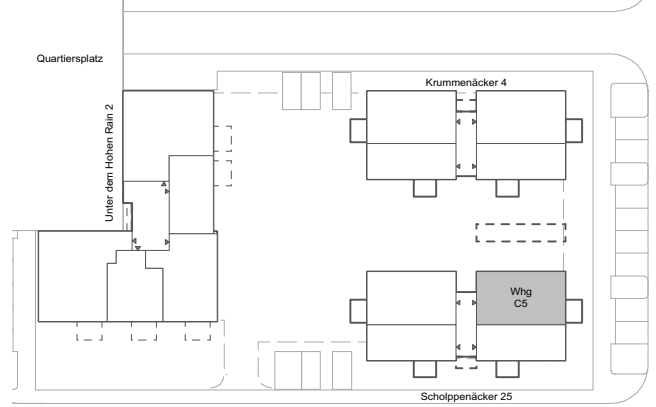 Quartiersplatz
Krummenäcker 4
Unter dem Hohen Rain 2
Whg
C5
Scholppenäcker 25